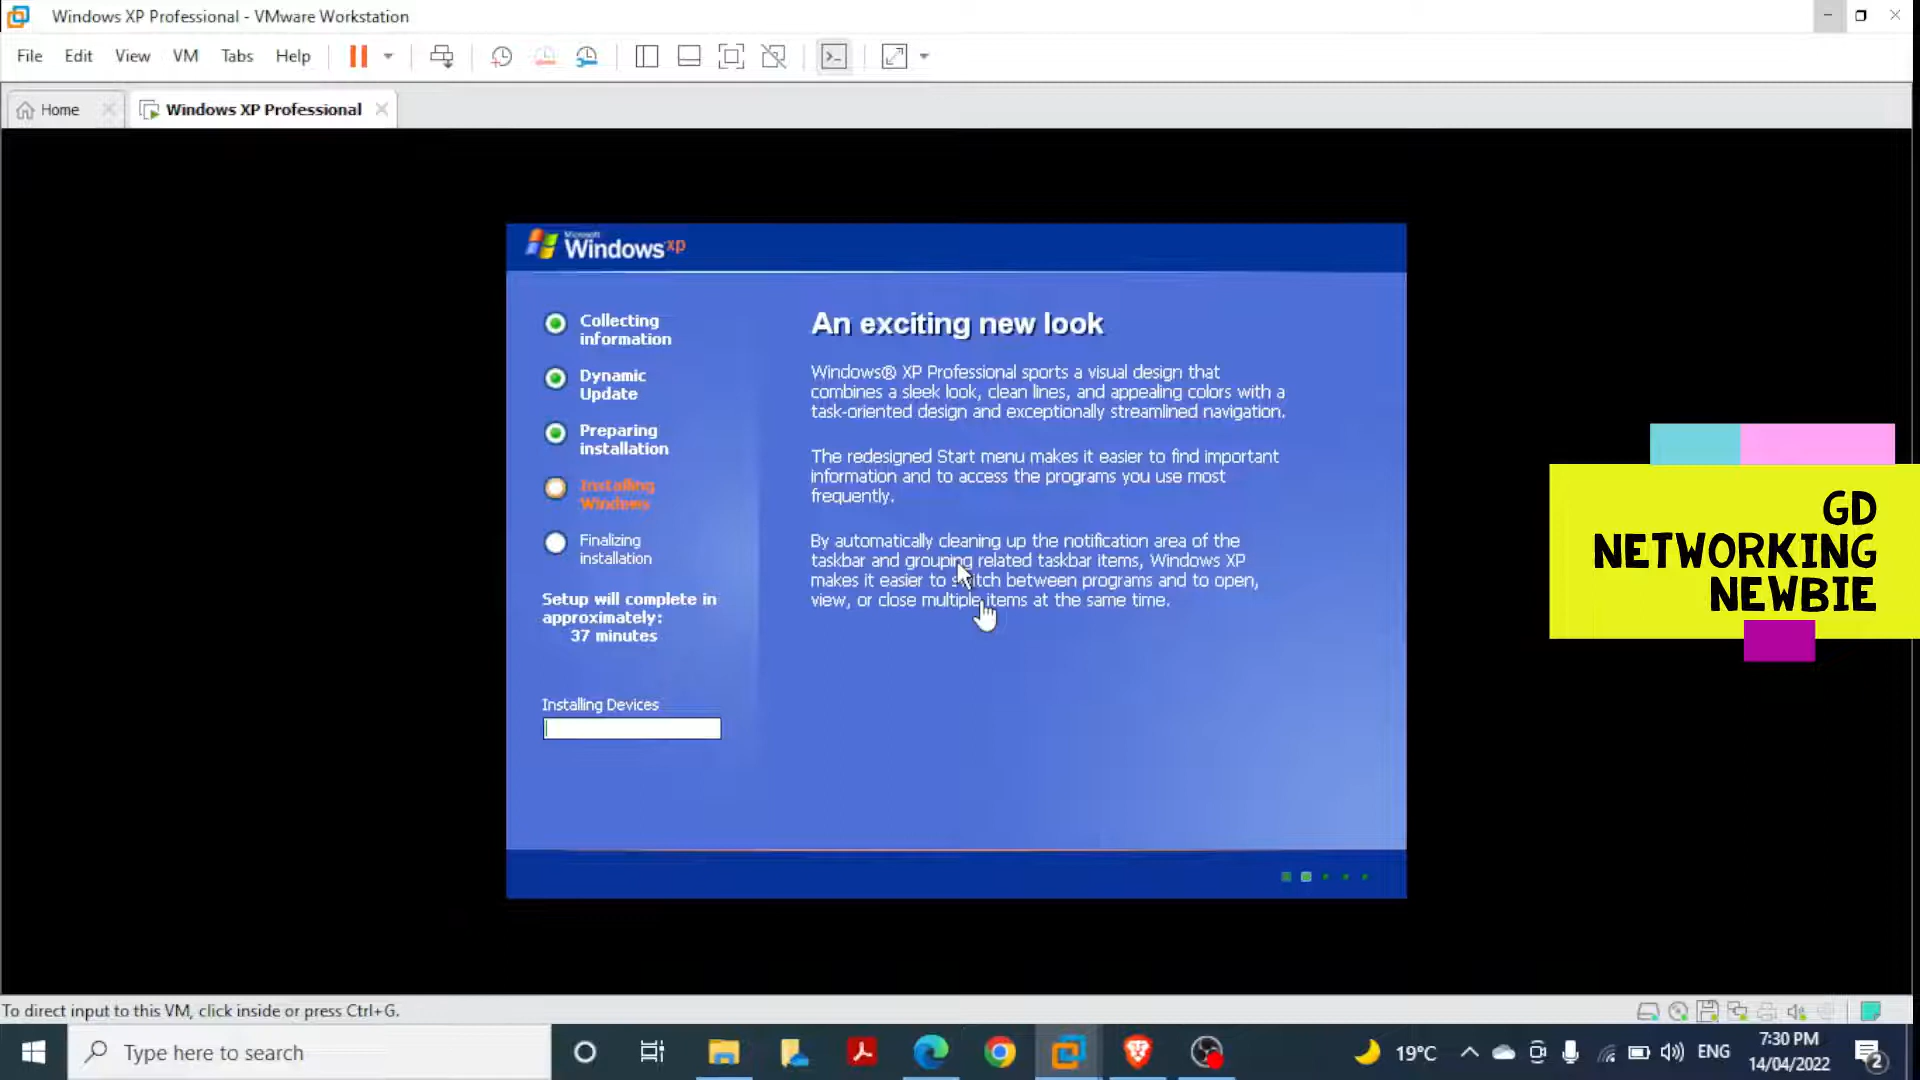 Windows XP Professional - VMware Workstation
File Edit View VM Tabs Help
Home
Windows XP Professional
Microsoft
Windows xp
Collecting
information
Dynamic
Update
Preparing
installation
Installing
Windows
Finalizing
installation
Setup will complete in
approximately:
37 minutes
Installing Devices
An exciting new look
Windows® XP Professional sports a visual design that
combines a sleek look, clean lines, and appealing colors with a
task-oriented design and exceptionally streamlined navigation.
The redesigned Start menu makes it easier to find important
information and to access the programs you use most
frequently.
By automatically cleaning up the notification area of the
taskbar and grouping related taskbar items, Windows XP
makes it easier to switch between programs and to open,
view, or close multiple items at the same time.
GD
NETWORKING
NEWBIE
To direct input to this VM, click inside or press Ctrl+G.
Type here to search
19°C
ENG
7:30 PM
14/04/2022
2